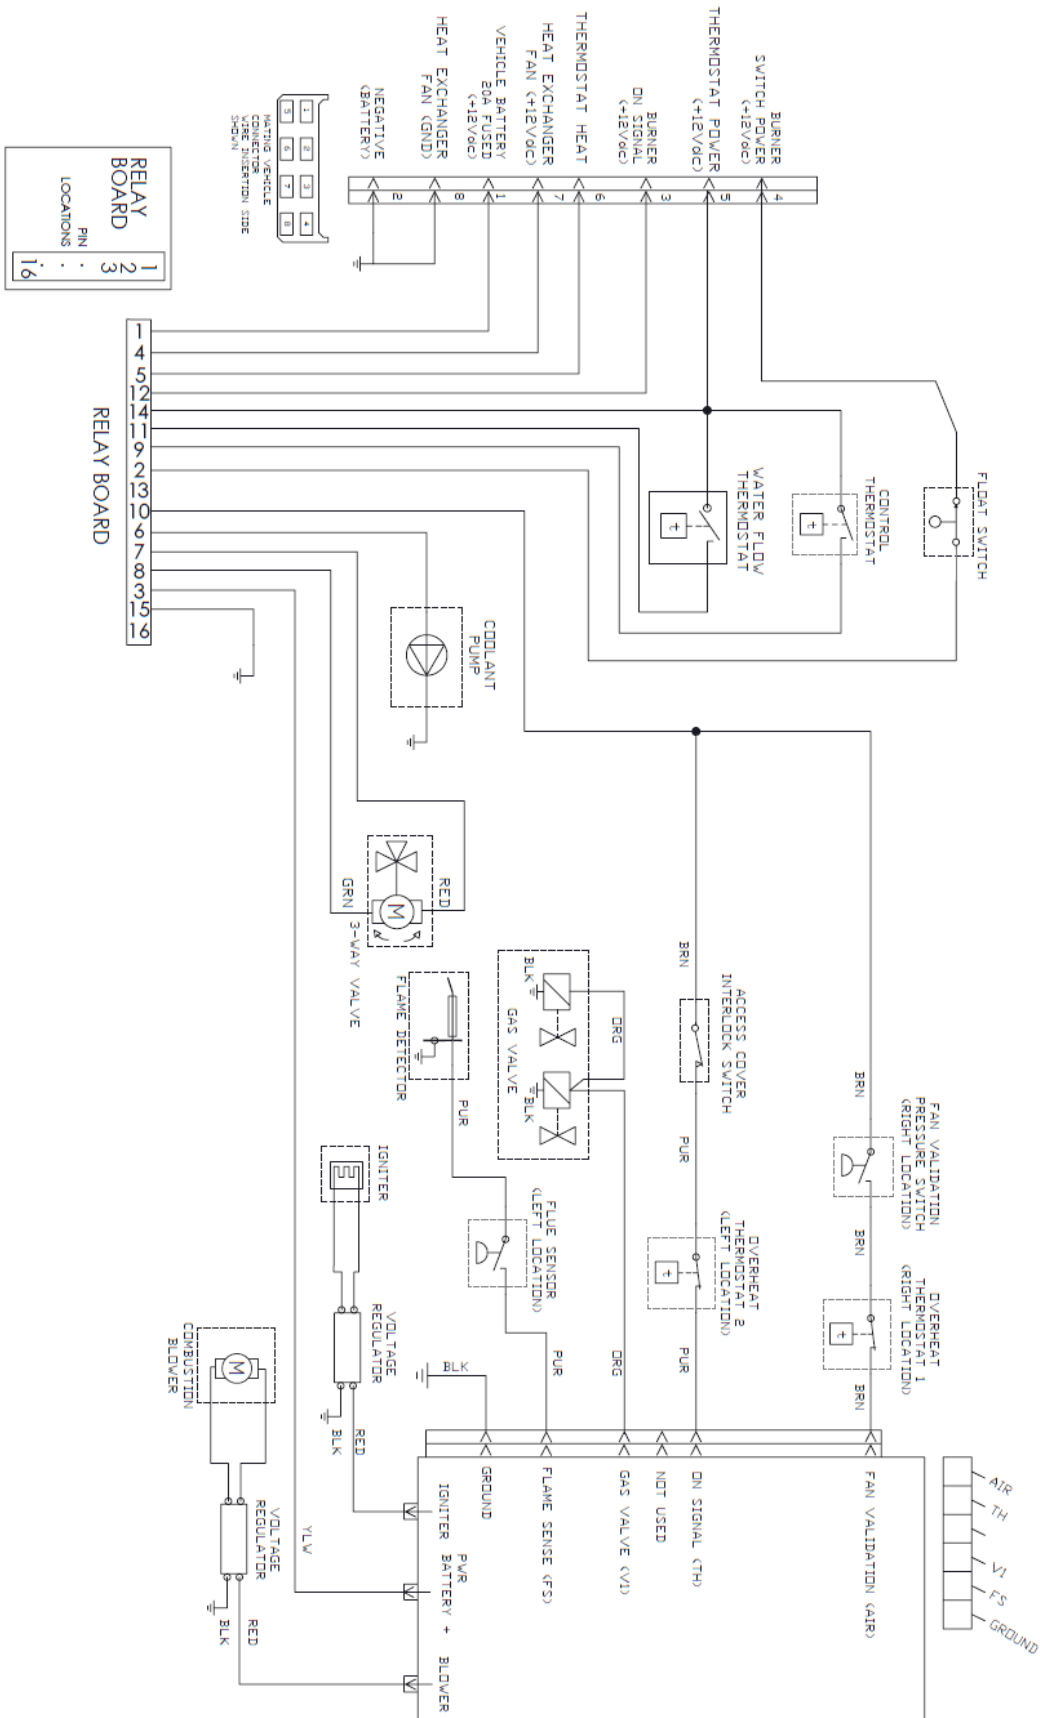 BURNER
SWITCH POWER
(+12Vdc)
THERMOSTAT POWER
(+12Vdc)
BURNER
ON SIGNAL
(+12Vdc)
THERMOSTAT HEAT
HEAT EXCHANGER
FAN (+12Vdc)
VEHICLE BATTERY
20A FUSED
(+12Vdc)
HEAT EXCHANGER
FAN (GND)
NEGATIVE
(BATTERY)
4
5
3
6
7
1
8
2
1 2 3 4
5 6 7 8
MATING VEHICLE
CONNECTOR
WIRE INSERTION SIDE
SHOWN
RELAY
BOARD
PIN
LOCATIONS
1
2
3
:
16
1
4
5
12
14
11
9
2
13
10
6
7
8
3
15
16
RELAY BOARD
FLOAT SWITCH
CONTROL
THERMOSTAT
t
WATER FLOW
THERMOSTAT
t
COOLANT
PUMP
RED
M
GRN
3-WAY VALVE
FLAME DETECTOR
PUR
BLK
ORG
BLK
GAS VALVE
ORG
BRN
ACCESS COVER
INTERLOCK SWITCH
PUR
OVERHEAT
THERMOSTAT 2
(LEFT LOCATION)
t
PUR
BRN
FAN VALIDATION
PRESSURE SWITCH
(RIGHT LOCATION)
BRN
OVERHEAT
THERMOSTAT 1
(RIGHT LOCATION)
t
BRN
FLUE SENSOR
(LEFT LOCATION)
PUR
IGNITER
VOLTAGE
REGULATOR
BLK
RED
BLK
COMBUSTION
BLOWER
M
VOLTAGE
REGULATOR
BLK
RED
YLW
FAN VALIDATION (AIR)
ON SIGNAL (TH)
NOT USED
GAS VALVE (V1)
FLAME SENSE (FS)
GROUND
IGNITER
PWR
BATTERY +
BLOWER
AIR
TH
V1
FS
GROUND